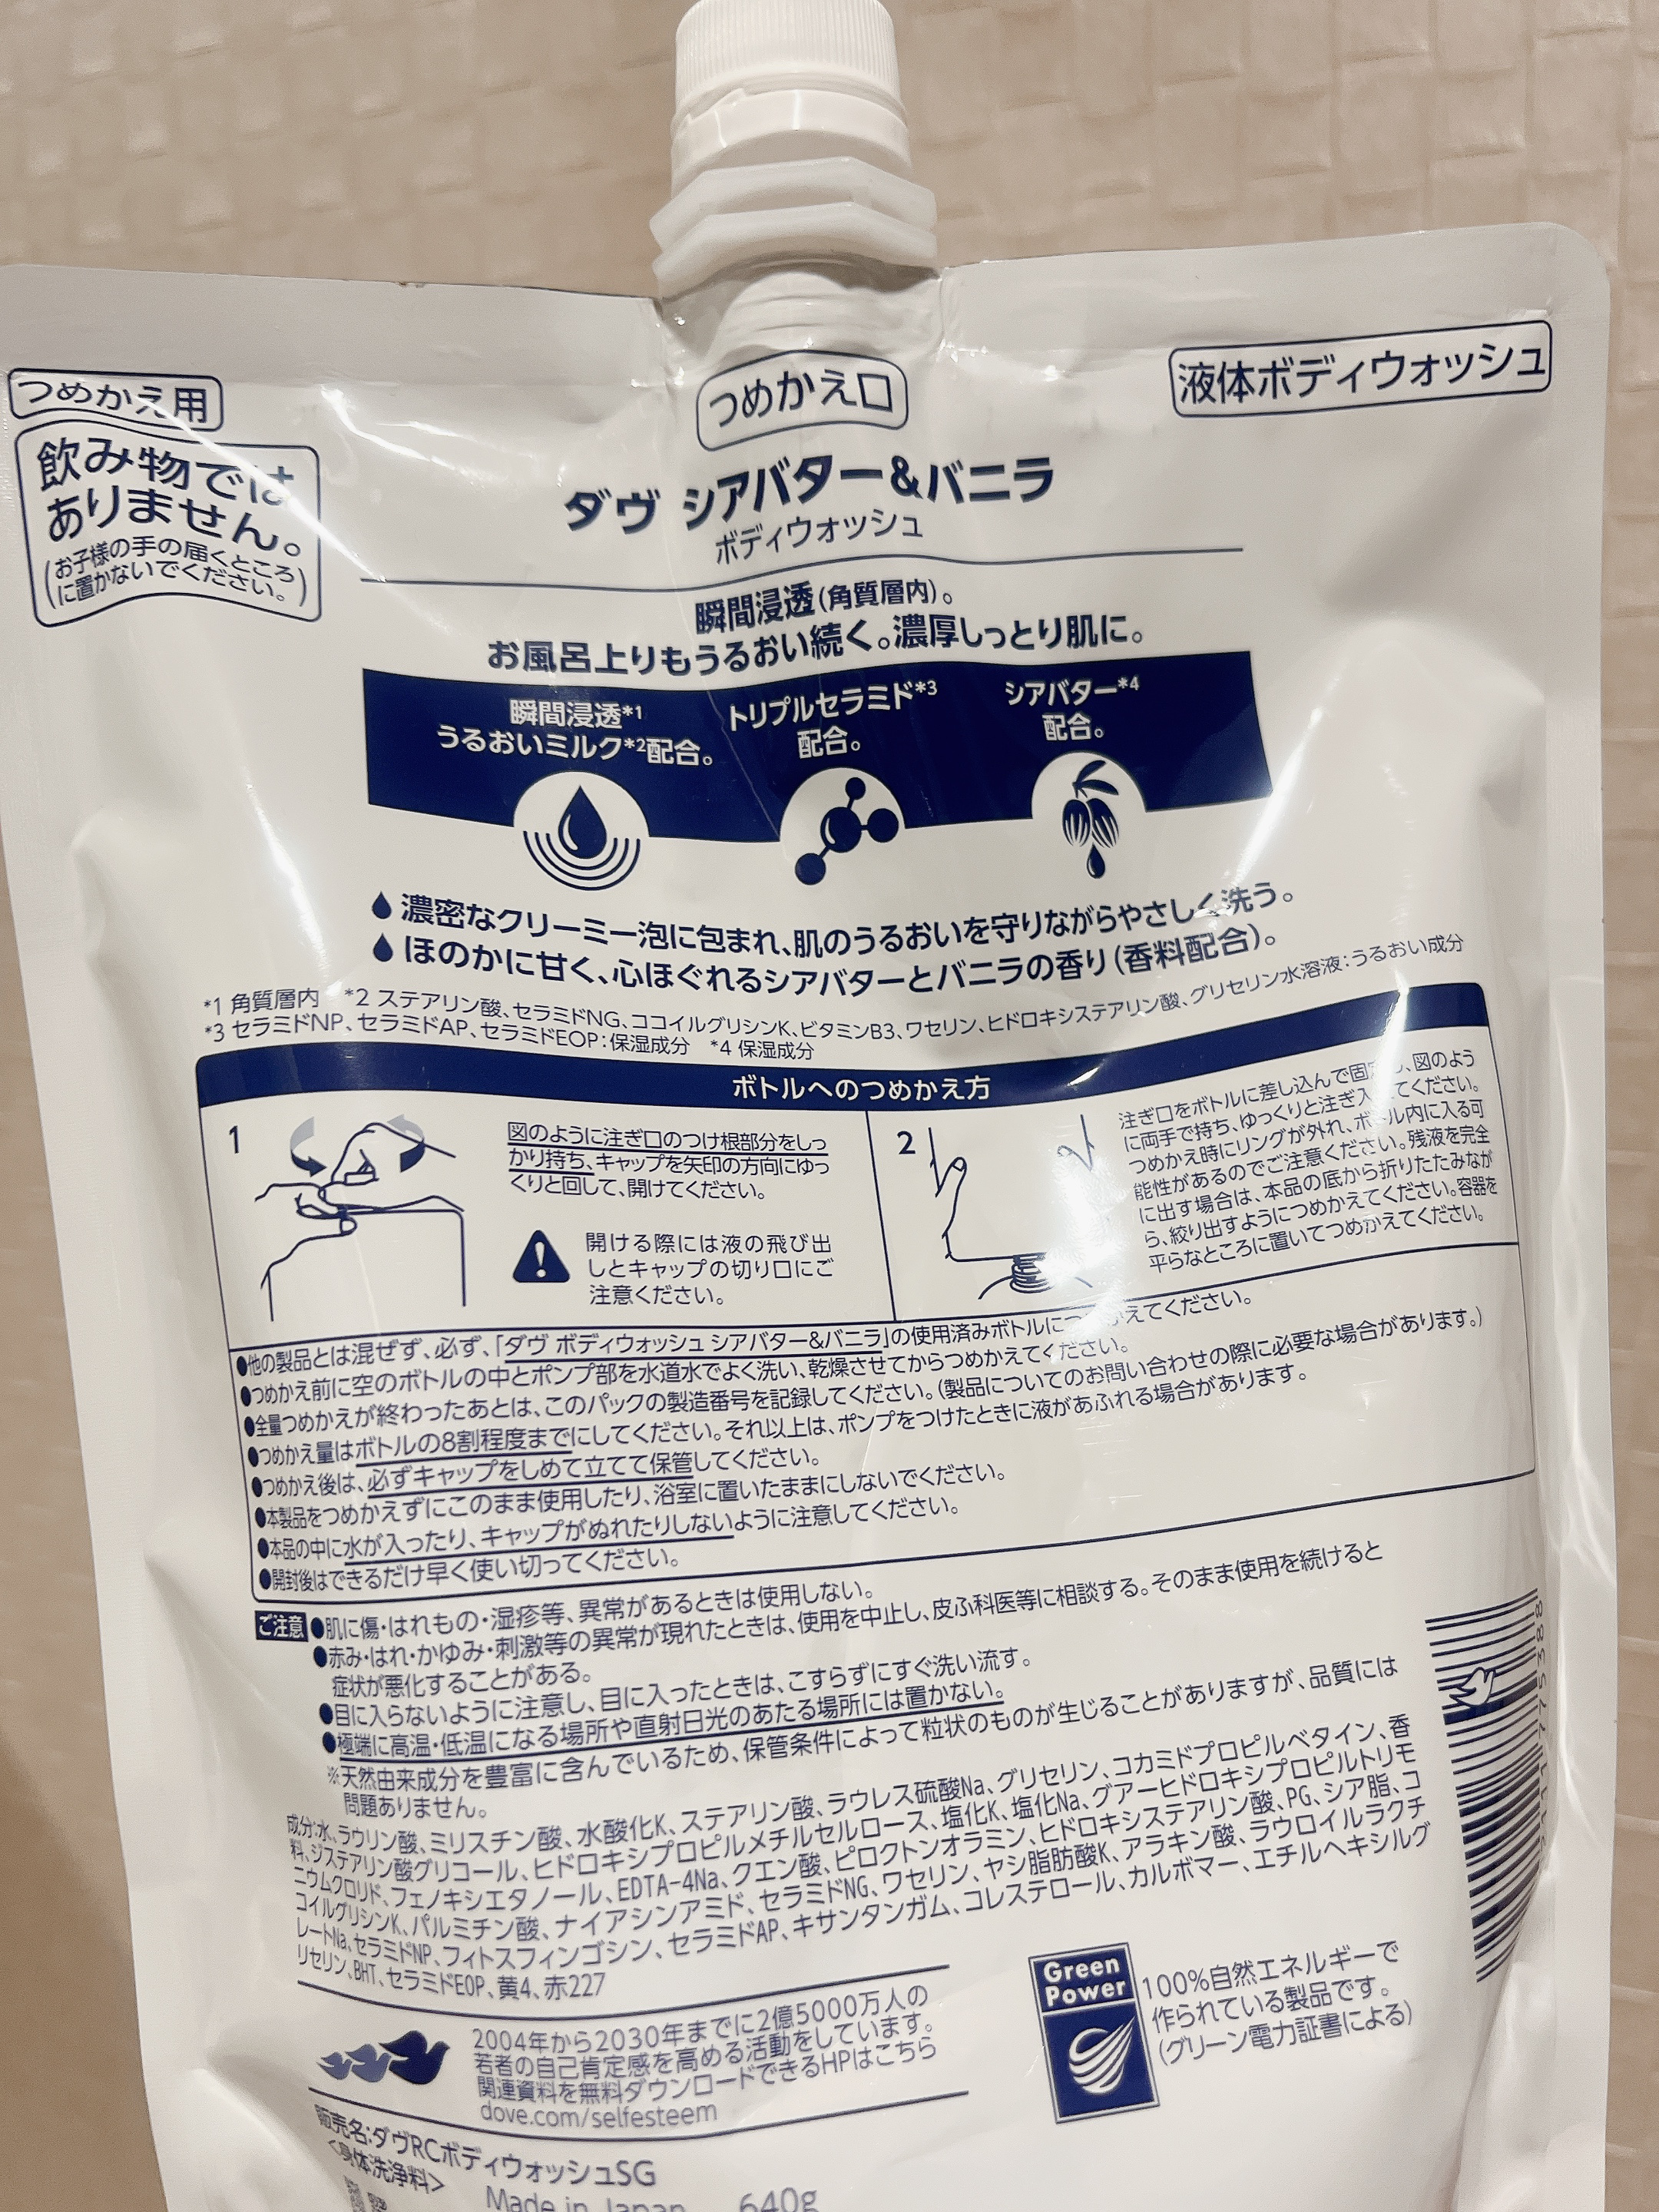 つめかえ用
飲み物では
ありません。
(お子様の手の届くところ
に置かないでください。)
つめかえ口
液体ボディウォッシュ
ダヴ シアバター&バニラ
ボディウォッシュ
瞬間浸透(角質層内)。
お風呂上りもうるおい続く。濃厚しっとり肌に。
瞬間浸透*1
うるおいミルク*2配合。
トリプルセラミド*3
配合。
シアバター*4
配合。
濃密なクリーミー泡に包まれ、肌のうるおいを守りながらやさしく洗う。
ほのかに甘く、心ほぐれるシアバターとバニラの香り(香料配合)。
*1 角質層内 *2 ステアリン酸、セラミドNG、ココイルグリシンK、ビタミンB3、ワセリン、ヒドロキシステアリン酸、グリセリン水溶液:うるおい成分
*3 セラミドNP、セラミドAP、セラミドEOP:保湿成分 *4 保湿成分
ボトルへのつめかえ方
1
図のように注ぎ口のつけ根部分をしっ
かり持ち、キャップを矢印の方向にゆっ
くりと回して、開けてください。
開ける際には液の飛び出
しとキャップの切り口にご
注意ください。
2
注ぎ口をボトルに差し込んで固 し、図のよう
に両手で持ち、ゆっくりと注ぎ入 てください。
つめかえ時にリングが外れ、ボ ル内に入る可
能性があるのでご注意ください。残液を完全
に出す場合は、本品の底から折りたたみなが
ら、絞り出すようにつめかえてください。容器を
平らなところに置いてつめかえてください。
●他の製品とは混ぜず、必ず、「ダヴ ボディウォッシュ シアバター&バニラ」の使用済みボトルにつ かえてください。
●つめかえ前に空のボトルの中とポンプ部を水道水でよく洗い、乾燥させてからつめかえてください。
●全量つめかえが終わったあとは、このパックの製造番号を記録してください。(製品についてのお問い合わせの際に必要な場合があります。)
●つめかえ量はボトルの8割程度までにしてください。それ以上は、ポンプをつけたときに液があふれる場合があります。
●つめかえ後は、必ずキャップをしめて立てて保管してください。
●本製品をつめかえずにこのまま使用したり、浴室に置いたままにしないでください。
●本品の中に水が入ったり、キャップがぬれたりしないように注意してください。
●開封後はできるだけ早く使い切ってください。
ご注意 ●肌に傷・はれもの・湿疹等、異常があるときは使用しない。
●赤み・はれ・かゆみ・刺激等の異常が現れたときは、使用を中止し、皮ふ科医等に相談する。そのまま使用を続けると
症状が悪化することがある。
●目に入らないように注意し、目に入ったときは、こすらずにすぐ洗い流す。
●極端に高温・低温になる場所や直射日光のあたる場所には置かない。
※天然由来成分を豊富に含んでいるため、保管条件によって粒状のものが生じることがありますが、品質には
問題ありません。
成分:水、ラウリン酸、ミリスチン酸、水酸化K、ステアリン酸、ラウレス硫酸Na、グリセリン、コカミドプロピルベタイン、香
料、ジステアリン酸グリコール、ヒドロキシプロピルメチルセルロース、塩化K、塩化Na、グアーヒドロキシプロピルトリモ
ニウムクロリド、フェノキシエタノール、EDTA-4Na、クエン酸、ピロクトンオラミン、ヒドロキシステアリン酸、PG、シア脂、コ
コイルグリシンK、パルミチン酸、ナイアシンアミド、セラミドNG、ワセリン、ヤシ脂肪酸K、アラキン酸、ラウロイルラクチ
レートNa、セラミドNP、フィトスフィンゴシン、セラミドAP、キサンタンガム、コレステロール、カルボマー、エチルヘキシルグ
リセリン、BHT、セラミドEOP、黄4、赤227
2004年から2030年までに2億5000万人の
若者の自己肯定感を高める活動をしています。
関連資料を無料ダウンロードできるHPはこちら
dove.com/selfesteem
Green
Power
100%自然エネルギーで
作られている製品です。
(グリーン電力証書による)
販売名:ダヴRCボディウォッシュSG
<身体洗浄料>
Made in Japan 640g